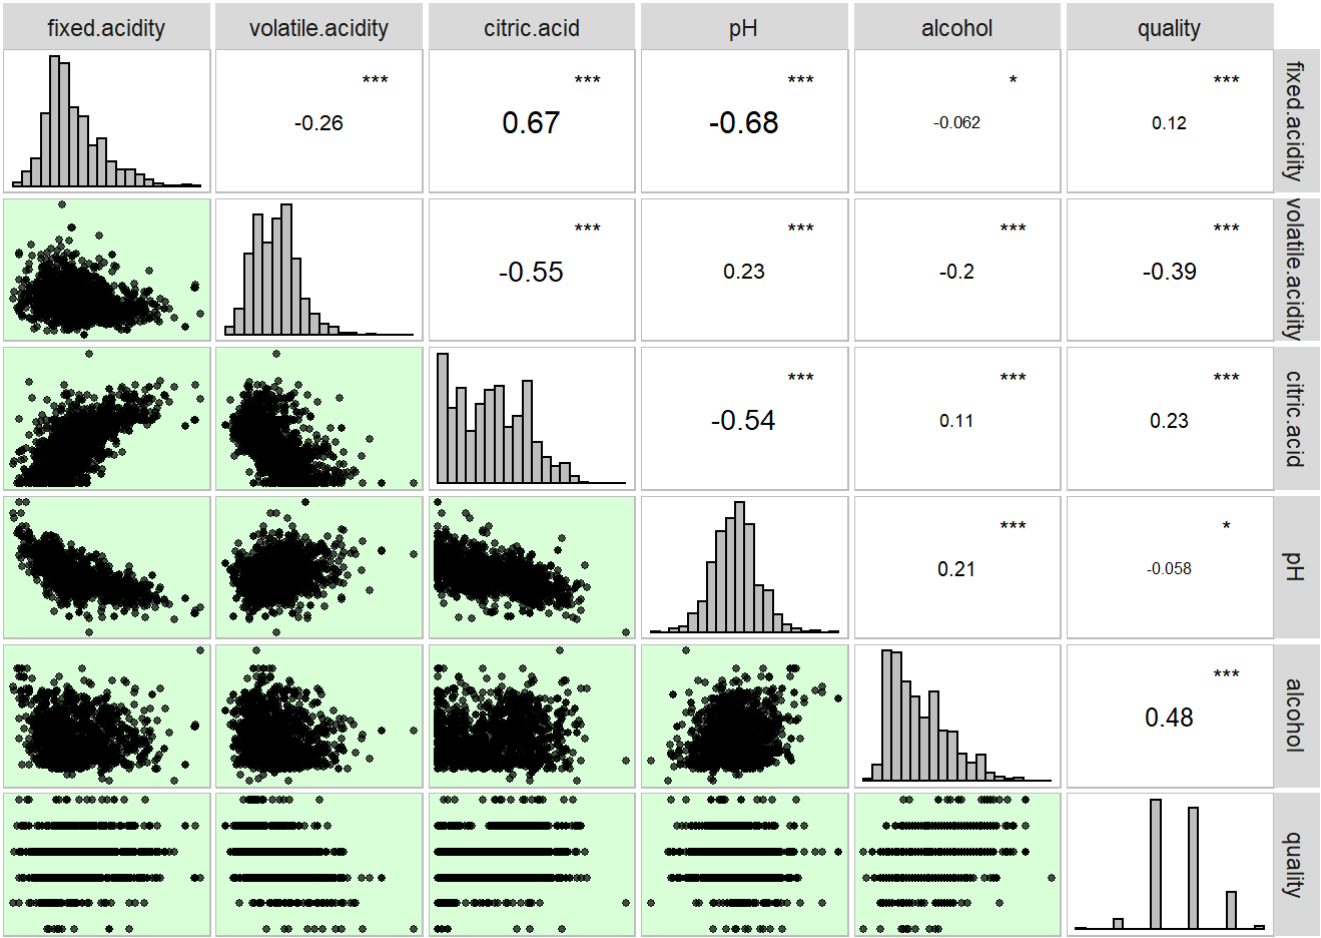 fixed.acidity volatile.acidity citric.acid pH alcohol quality
*** *** *** * ***
-0.26 0.67 -0.68 -0.062 0.12
fixed.acidity
*** *** *** ***
-0.55 0.23 -0.2 -0.39
volatile.acidity
*** *** ***
-0.54 0.11 0.23
citric.acid
*** *
0.21 -0.058
pH
***
0.48
alcohol
quality